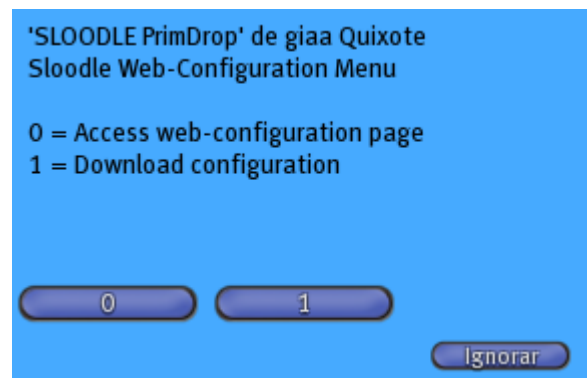 'SLOODLE PrimDrop' de giaa Quixote
Sloodle Web-Configuration Menu
0 = Access web-configuration page
1 = Download configuration
0 1
Ignorar